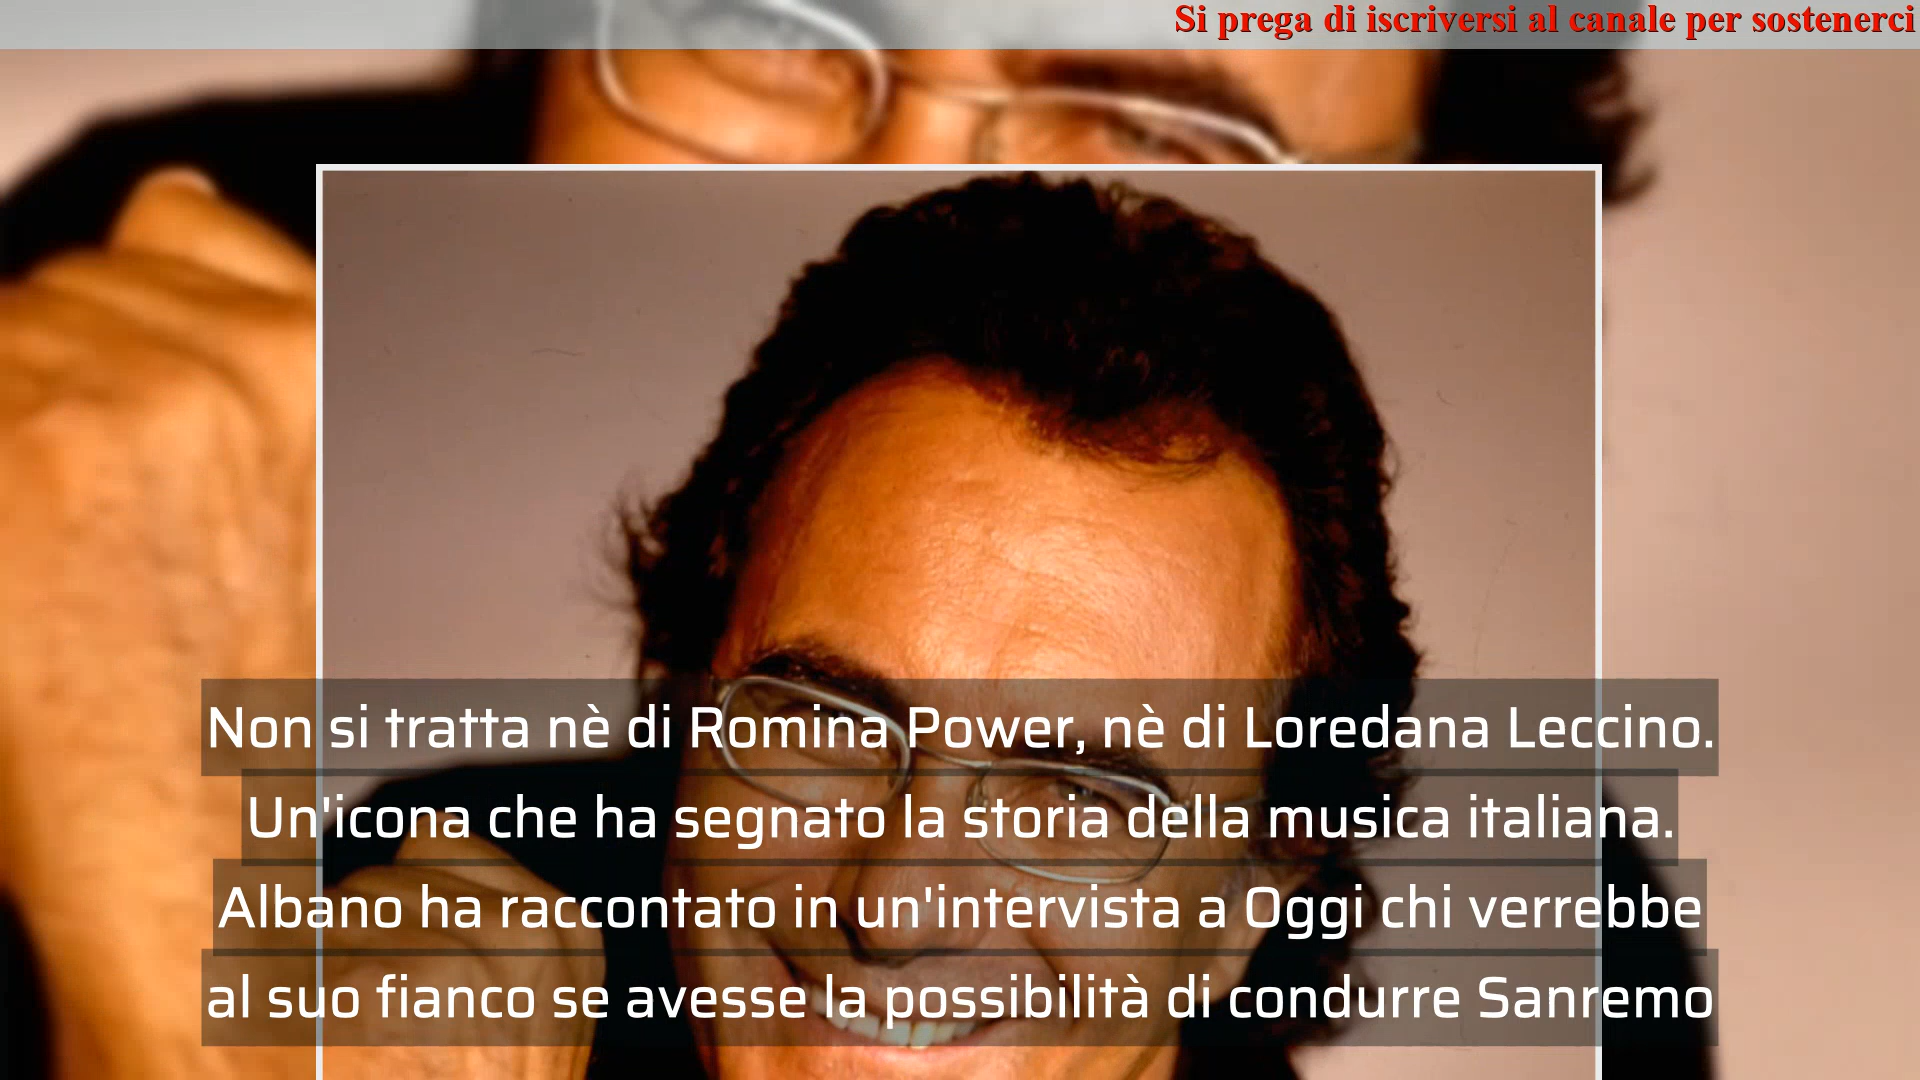 Si prega di iscriversi al canale per sostenerci
Non si tratta nè di Romina Power, nè di Loredana Leccino.
Un'icona che ha segnato la storia della musica italiana.
Albano ha raccontato in un'intervista a Oggi chi verrebbe
al suo fianco se avesse la possibilità di condurre Sanremo